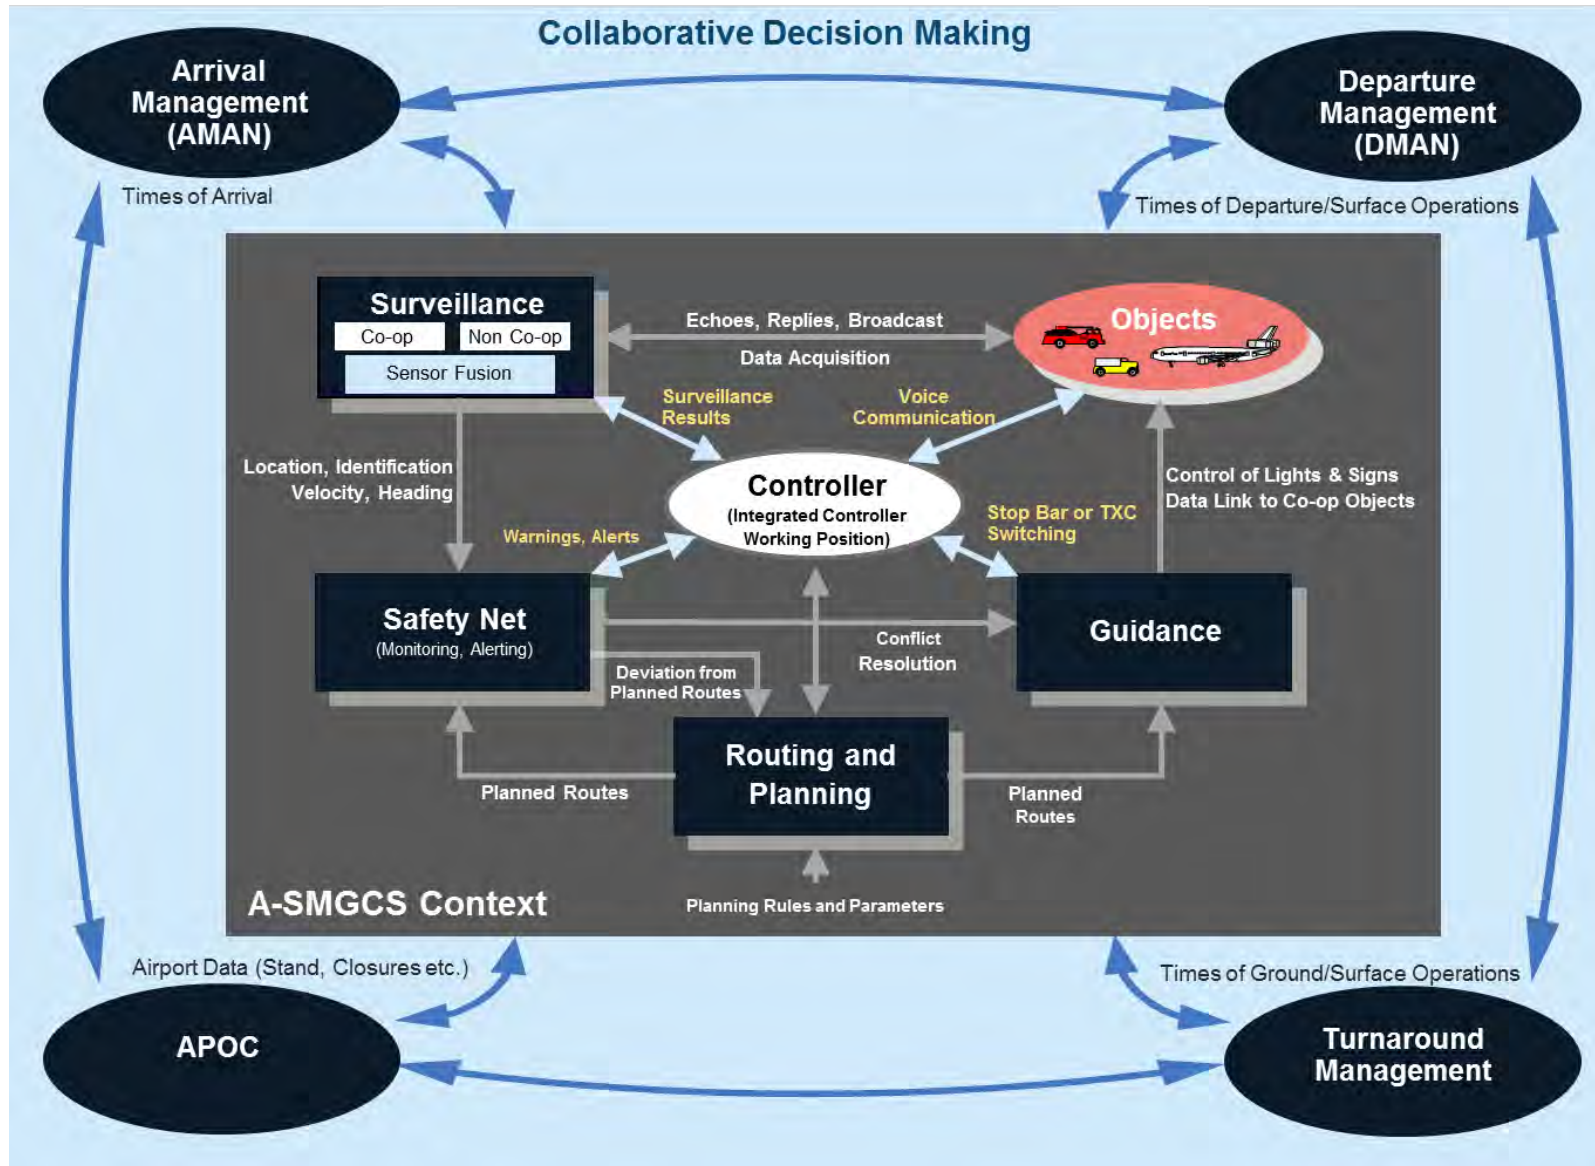 Collaborative Decision Making
Arrival
Management
(AMAN)
Departure
Management
(DMAN)
Times of Arrival
Times of Departure/Surface Operations
Surveillance
Co-op
Non Co-op
Sensor Fusion
Echoes, Replies, Broadcast
Data Acquisition
Objects
Surveillance
Results
Voice
Communication
Location, Identification
Velocity, Heading
Controller
(Integrated Controller
Working Position)
Control of Lights & Signs
Data Link to Co-op Objects
Warnings, Alerts
Stop Bar or TXC
Switching
Safety Net
(Monitoring, Alerting)
Guidance
Conflict
Resolution
Deviation from
Planned Routes
Routing and
Planning
Planned Routes
Planned
Routes
A-SMGCS Context
Planning Rules and Parameters
Airport Data (Stand, Closures etc.)
Times of Ground/Surface Operations
APOC
Turnaround
Management